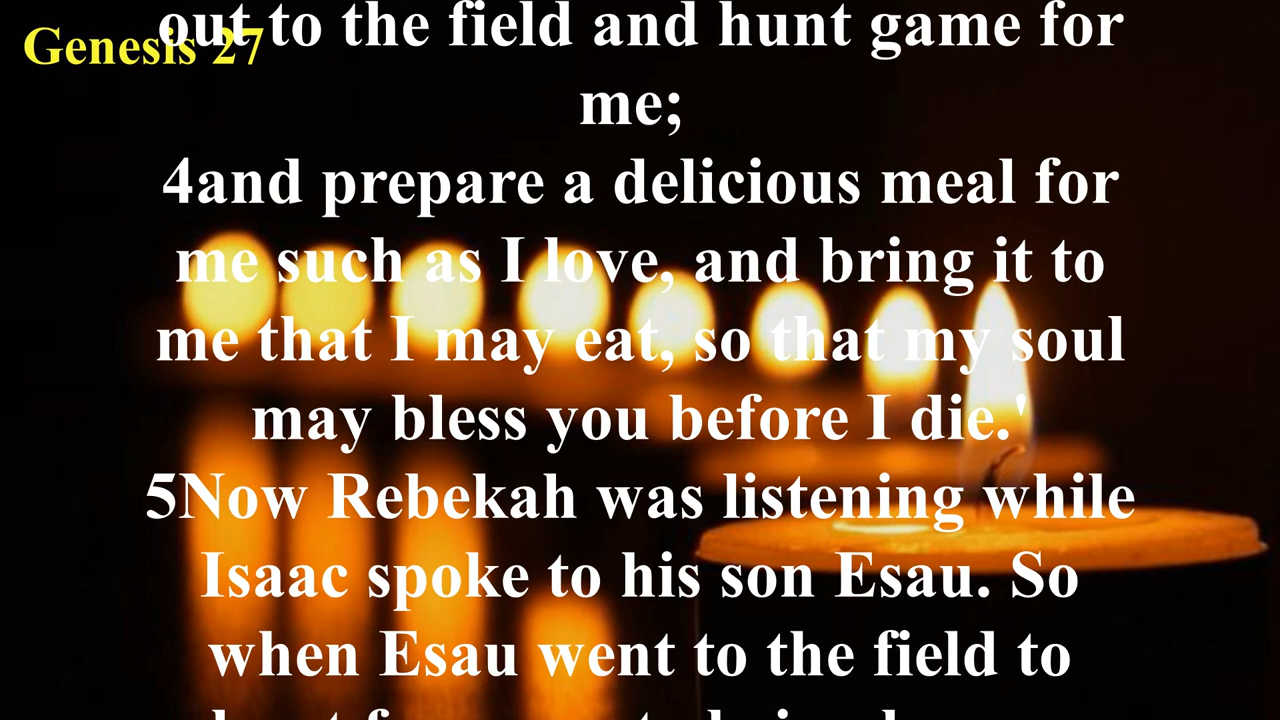 Genesis 27
out to the field and hunt game for
me;
4and prepare a delicious meal for
me such as I love, and bring it to
me that I may eat, so that my soul
may bless you before I die.'
5Now Rebekah was listening while
Isaac spoke to his son Esau. So
when Esau went to the field to